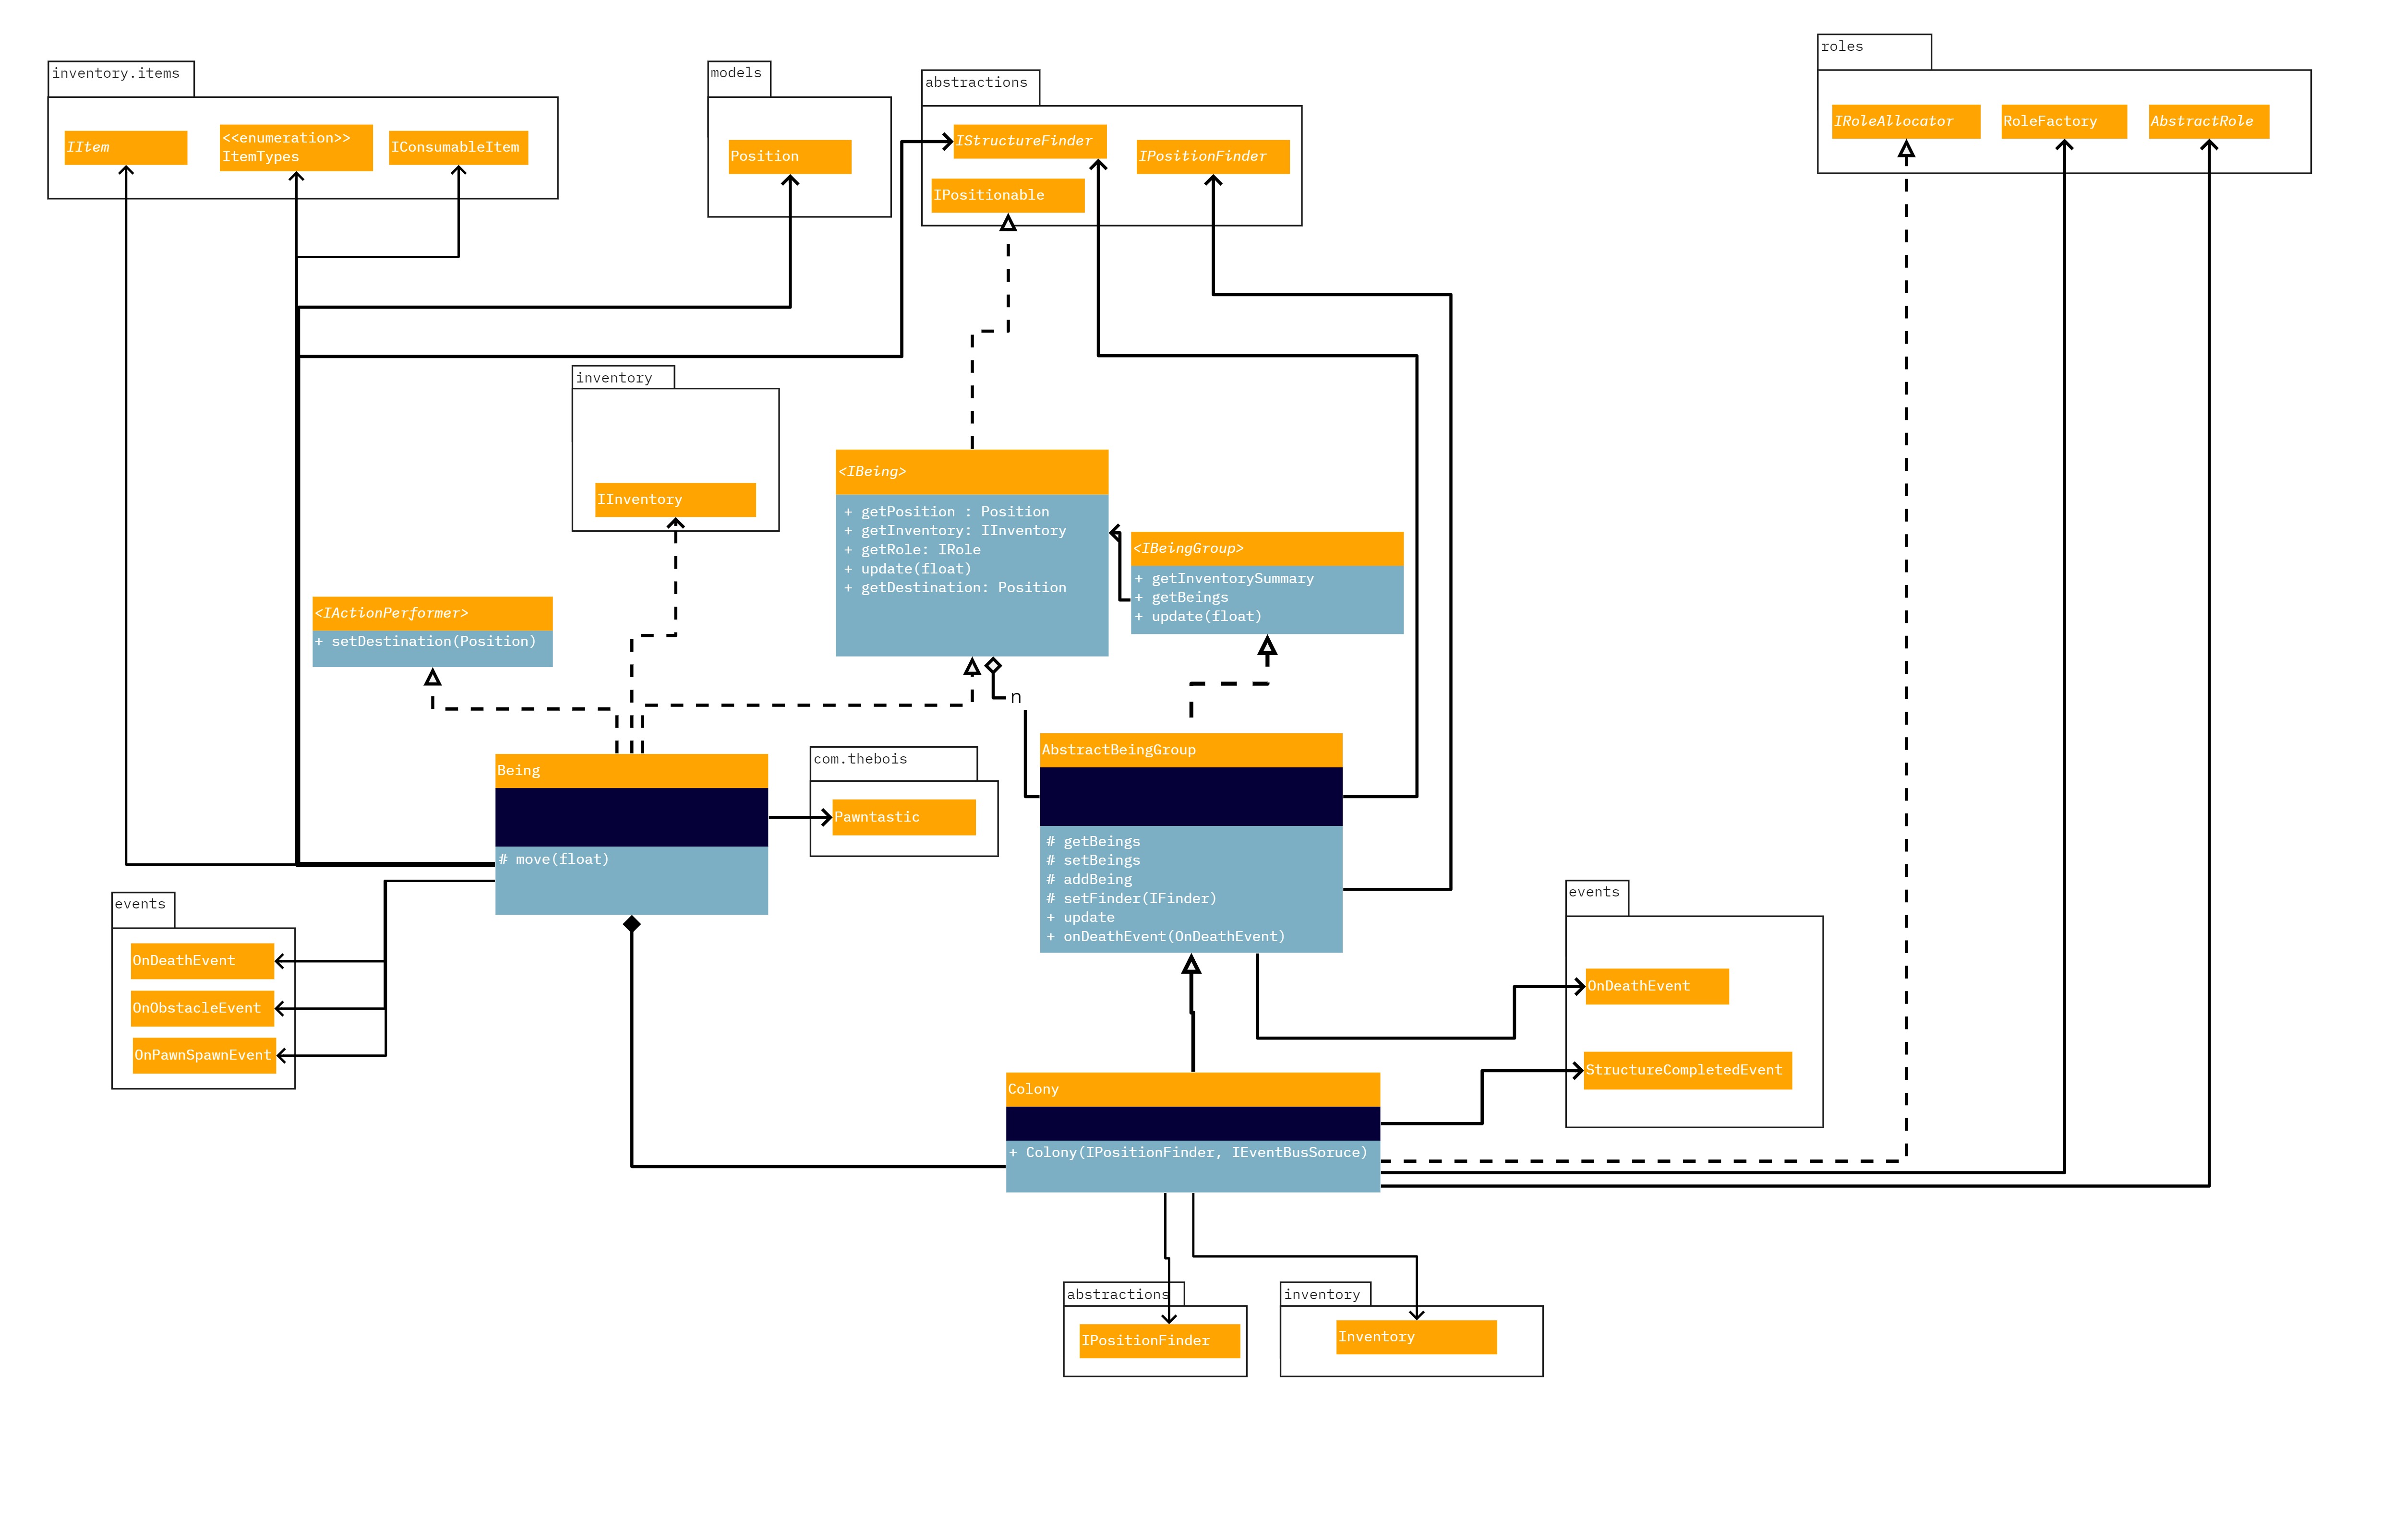 roles
IRoleAllocator
RoleFactory
AbstractRole
inventory.items
IItem
<<enumeration>>
ItemTypes
IConsumableItem
models
Position
abstractions
IStructureFinder
IPositionFinder
IPositionable
inventory
IInventory
<IBeing>
+ getPosition : Position
+ getInventory: IInventory
+ getRole: IRole
+ update(float)
+ getDestination: Position
<IBeingGroup>
+ getInventorySummary
+ getBeings
+ update(float)
<IActionPerformer>
+ setDestination(Position)
n
Being
# move(float)
com.thebois
Pawntastic
AbstractBeingGroup
# getBeings
# setBeings
# addBeing
# setFinder(IFinder)
+ update
+ onDeathEvent(OnDeathEvent)
events
OnDeathEvent
OnObstacleEvent
OnPawnSpawnEvent
events
OnDeathEvent
StructureCompletedEvent
Colony
+ Colony(IPositionFinder, IEventBusSoruce)
abstractions
IPositionFinder
inventory
Inventory